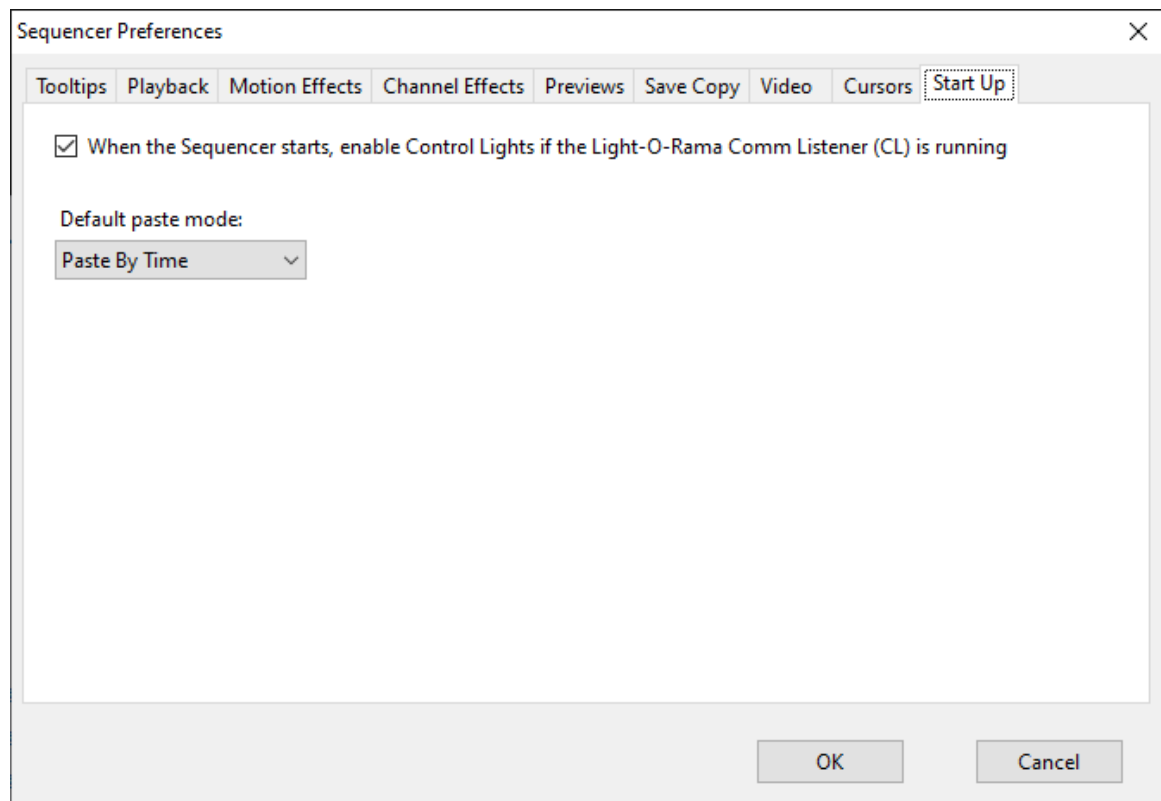 Sequencer Preferences
Tooltips Playback Motion Effects Channel Effects Previews Save Copy Video Cursors Start Up
When the Sequencer starts, enable Control Lights if the Light-O-Rama Comm Listener (CL) is running
Default paste mode:
Paste By Time
OK Cancel